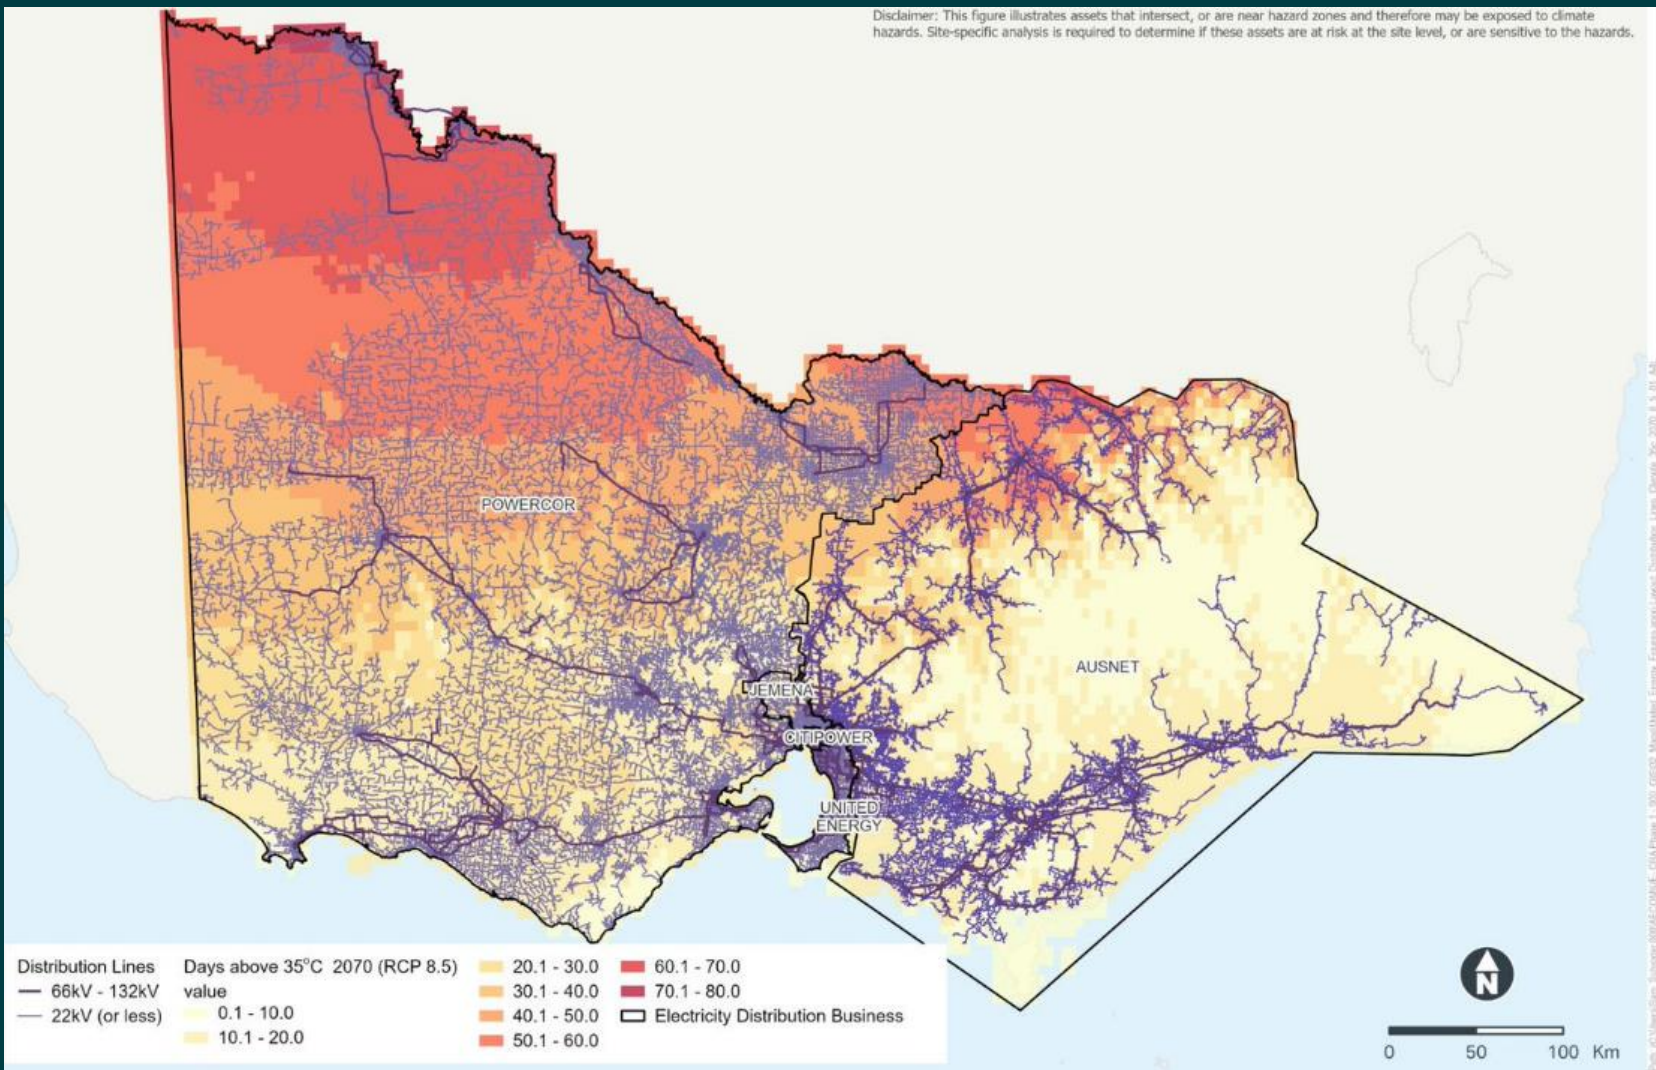 Disclaimer: This figure illustrates assets that intersect, or are near hazard zones and therefore may be exposed to climate
hazards. Site-specific analysis is required to determine if these assets are at risk at the site level, or are sensitive to the hazards.
POWERCOR
AUSNET
JEMENA
CITIPOWER
UNITED
ENERGY
Distribution Lines
66kV - 132kV
22kV (or less)
Days above 35°C 2070 (RCP 8.5)
value
0.1 - 10.0
10.1 - 20.0
20.1 - 30.0
30.1 - 40.0
40.1 - 50.0
50.1 - 60.0
60.1 - 70.0
70.1 - 80.0
Electricity Distribution Business
N
0 50 100 Km